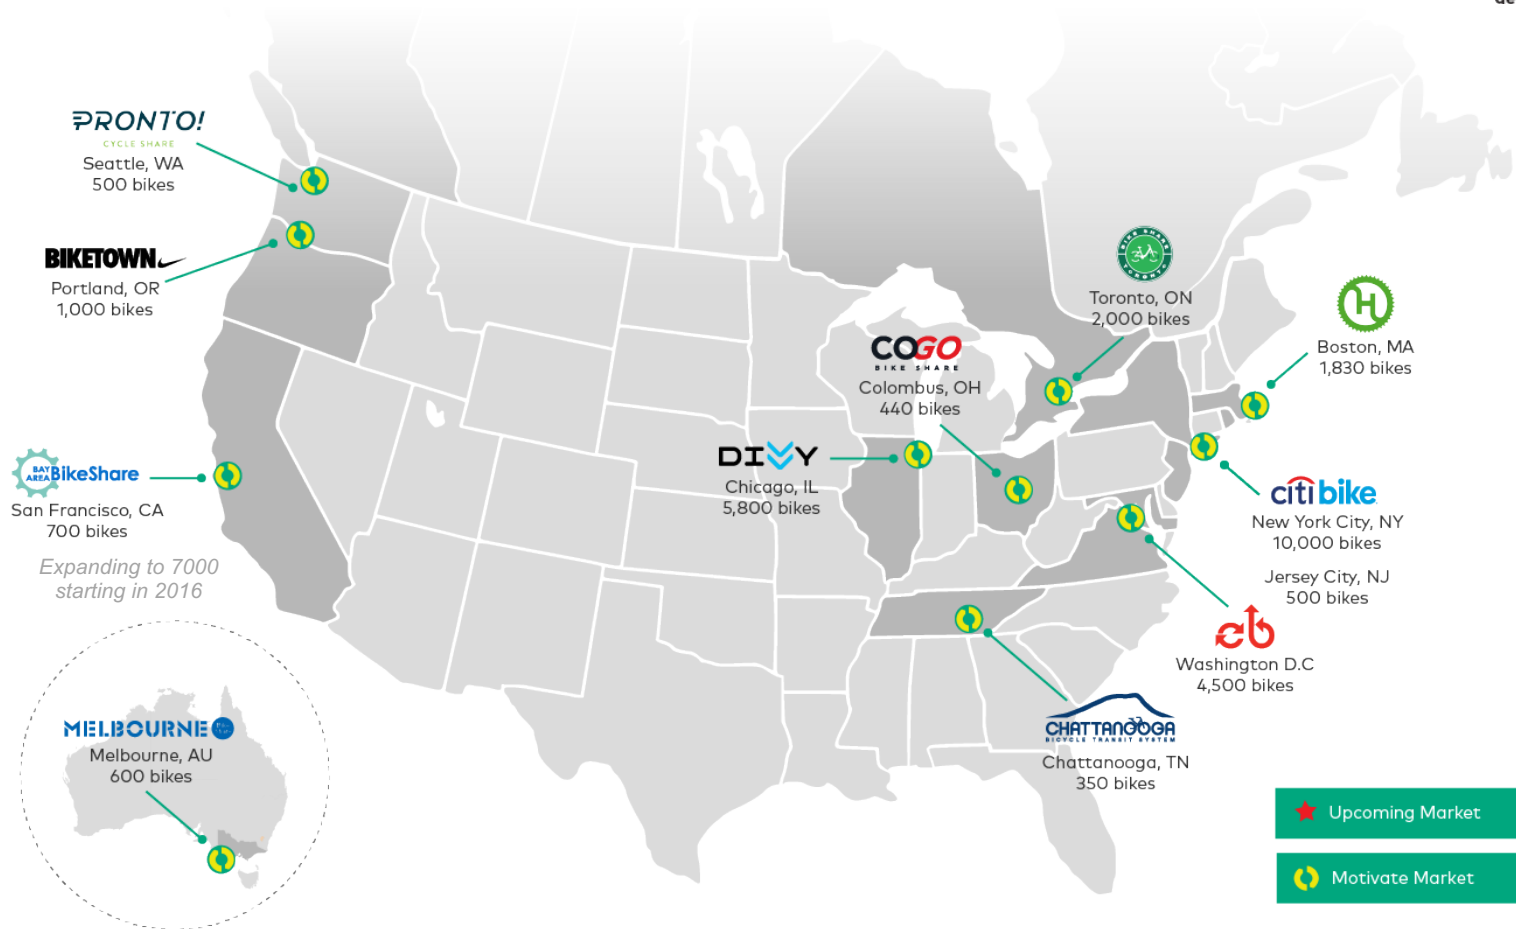 PRONTO!
CYCLE SHARE
Seattle, WA
500 bikes
BIKETOWN
Portland, OR
1,000 bikes
BAY AREA BikeShare
San Francisco, CA
700 bikes
Expanding to 7000
starting in 2016
MELBOURNE
Melbourne, AU
600 bikes
DIVVY
Chicago, IL
5,800 bikes
COGO
BIKE SHARE
Colombus, OH
440 bikes
BIKE SHARE
TORONTO
Toronto, ON
2,000 bikes
H
Boston, MA
1,830 bikes
citi bike
New York City, NY
10,000 bikes
Jersey City, NJ
500 bikes
cb
Washington D.C
4,500 bikes
CHATTANOOGA
BICYCLE TRANSIT SYSTEM
Chattanooga, TN
350 bikes
Upcoming Market
Motivate Market